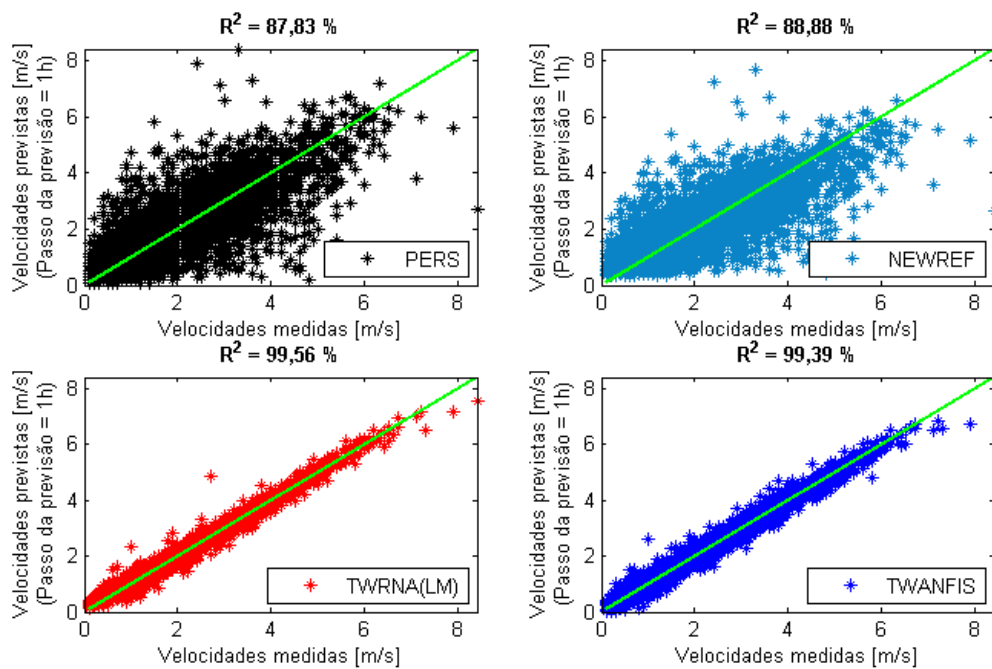 R² = 87,83 %
Velocidades previstas [m/s]
(Passo da previsão = 1h)
8
6
4
2
0
PERS
0 2 4 6 8
Velocidades medidas [m/s]
R² = 88,88 %
Velocidades previstas [m/s]
(Passo da previsão = 1h)
8
6
4
2
0
NEWREF
0 2 4 6 8
Velocidades medidas [m/s]
R² = 99,56 %
Velocidades previstas [m/s]
(Passo da previsão = 1h)
8
6
4
2
0
TWRNA(LM)
0 2 4 6 8
Velocidades medidas [m/s]
R² = 99,39 %
Velocidades previstas [m/s]
(Passo da previsão = 1h)
8
6
4
2
0
TWANFIS
0 2 4 6 8
Velocidades medidas [m/s]